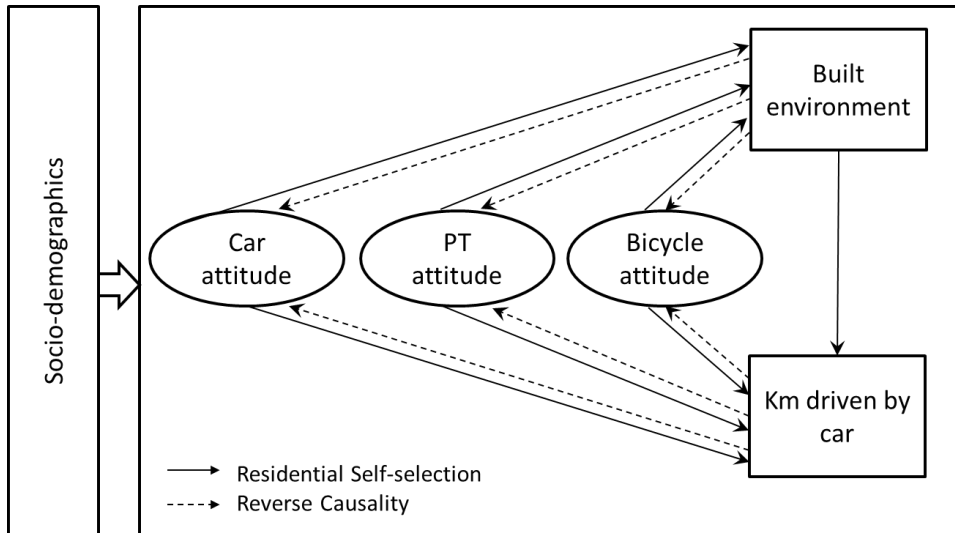 Socio-demographics
Built
environment
Car
attitude
PT
attitude
Bicycle
attitude
Km driven by
car
Residential Self-selection
Reverse Causality